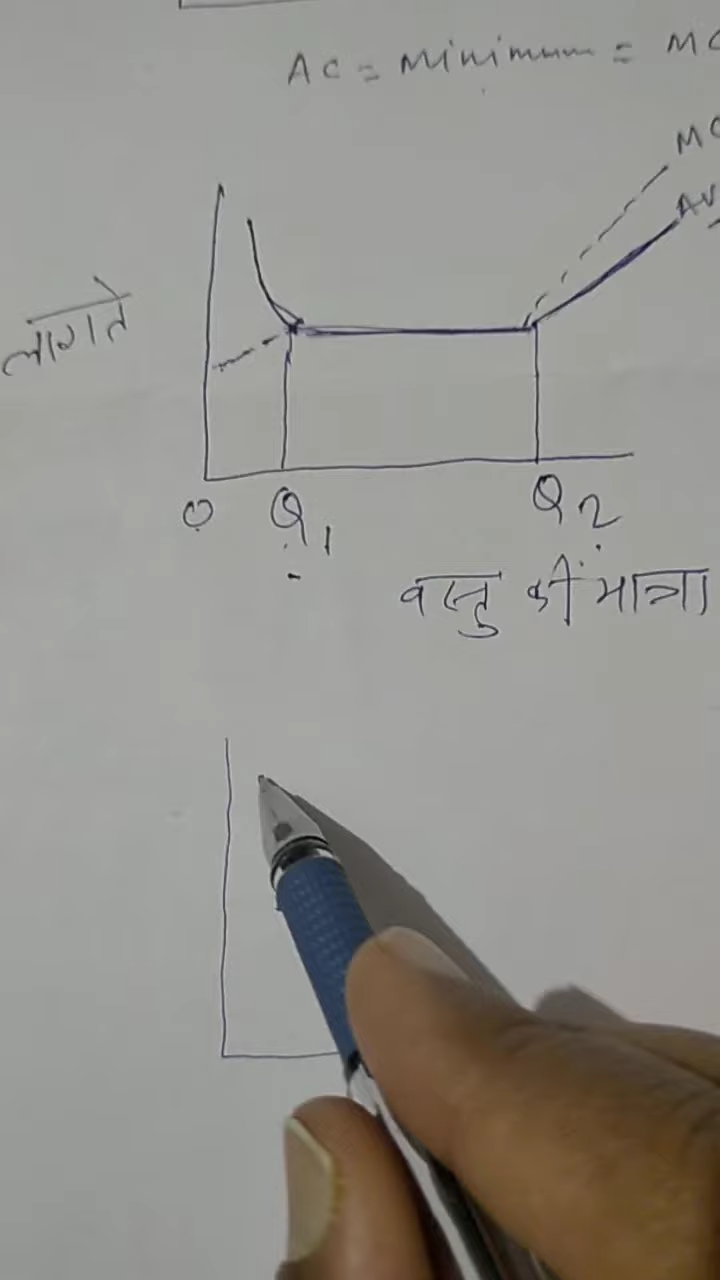 AC = Minimum = MC
MC
AV
लागते
O Q1 Q2
वस्तु की मात्रा